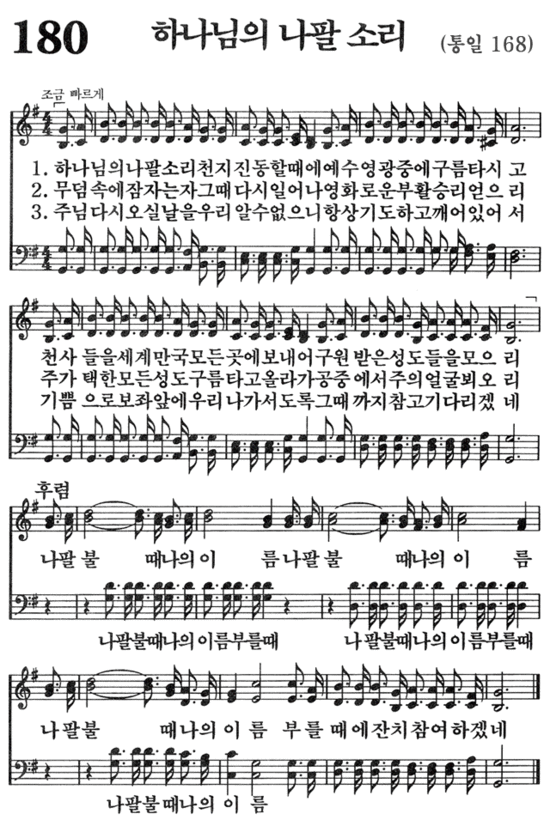 180 하나님의 나팔 소리 (통일 168)
조금 빠르게
1. 하나님의나팔소리천지진동할때에예수영광중에구름타시 고
2. 무덤속에잠자는자그때다시일어나영화로운부활승리얻으 리
3. 주님다시오실날을우리알수없으니항상기도하고깨어있어 서
천사 들을세계만국모든곳에보내어구원 받은성도들을모으 리
주가 택한모든성도구름타고올라가공중에서주의얼굴뵈오 리
기쁨 으로보좌앞에우리나가서도록그때까지참고기다리겠 네
후렴
나팔 불 때나의 이 름나팔 불 때나의 이 름
나팔불때나의이름부를때 나팔불때나의이름부를때
나팔불 때나의 이 름 부 를 때에잔치참여하겠네
나팔불때나의 이 름